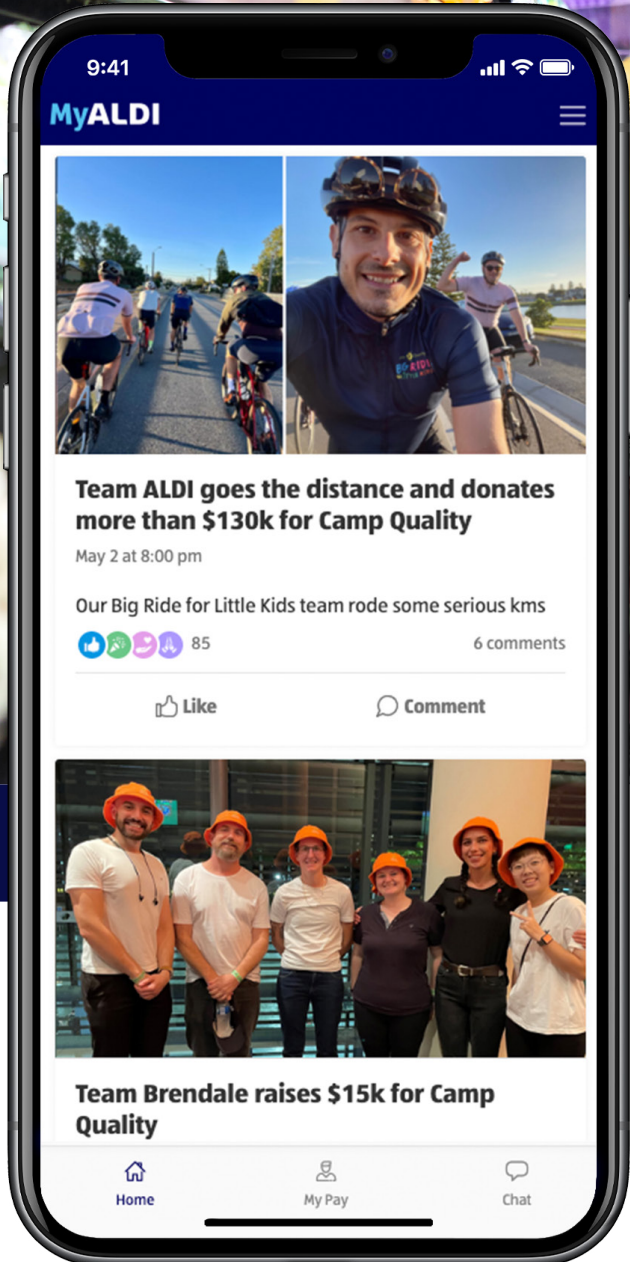 9:41
MyALDI
BIG RIDE
Team ALDI goes the distance and donates
more than $130k for Camp Quality
May 2 at 8:00 pm
Our Big Ride for Little Kids team rode some serious kms
85
6 comments
Like
Comment
Team Brendale raises $15k for Camp
Quality
Home
My Pay
Chat